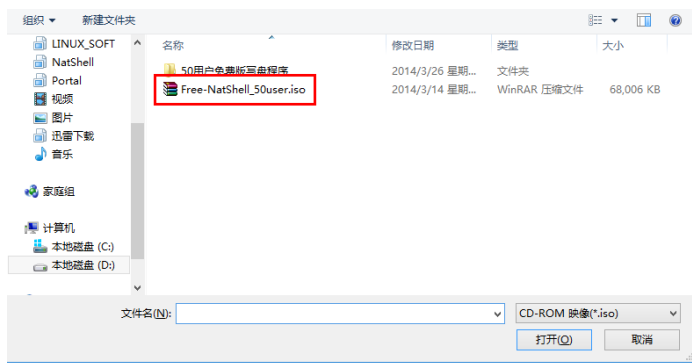 组织 新建文件夹
LINUX_SOFT
NatShell
Portal
视频
图片
迅雷下载
音乐
家庭组
计算机
本地磁盘 (C:)
本地磁盘 (D:)
名称 修改日期 类型 大小
50用户免费版写盘程序 2014/3/26 星期... 文件夹
Free-NatShell_50user.iso 2014/3/14 星期... WinRAR 压缩文件 68,006 KB
文件名(N): CD-ROM 映像(*.iso)
打开(O) 取消